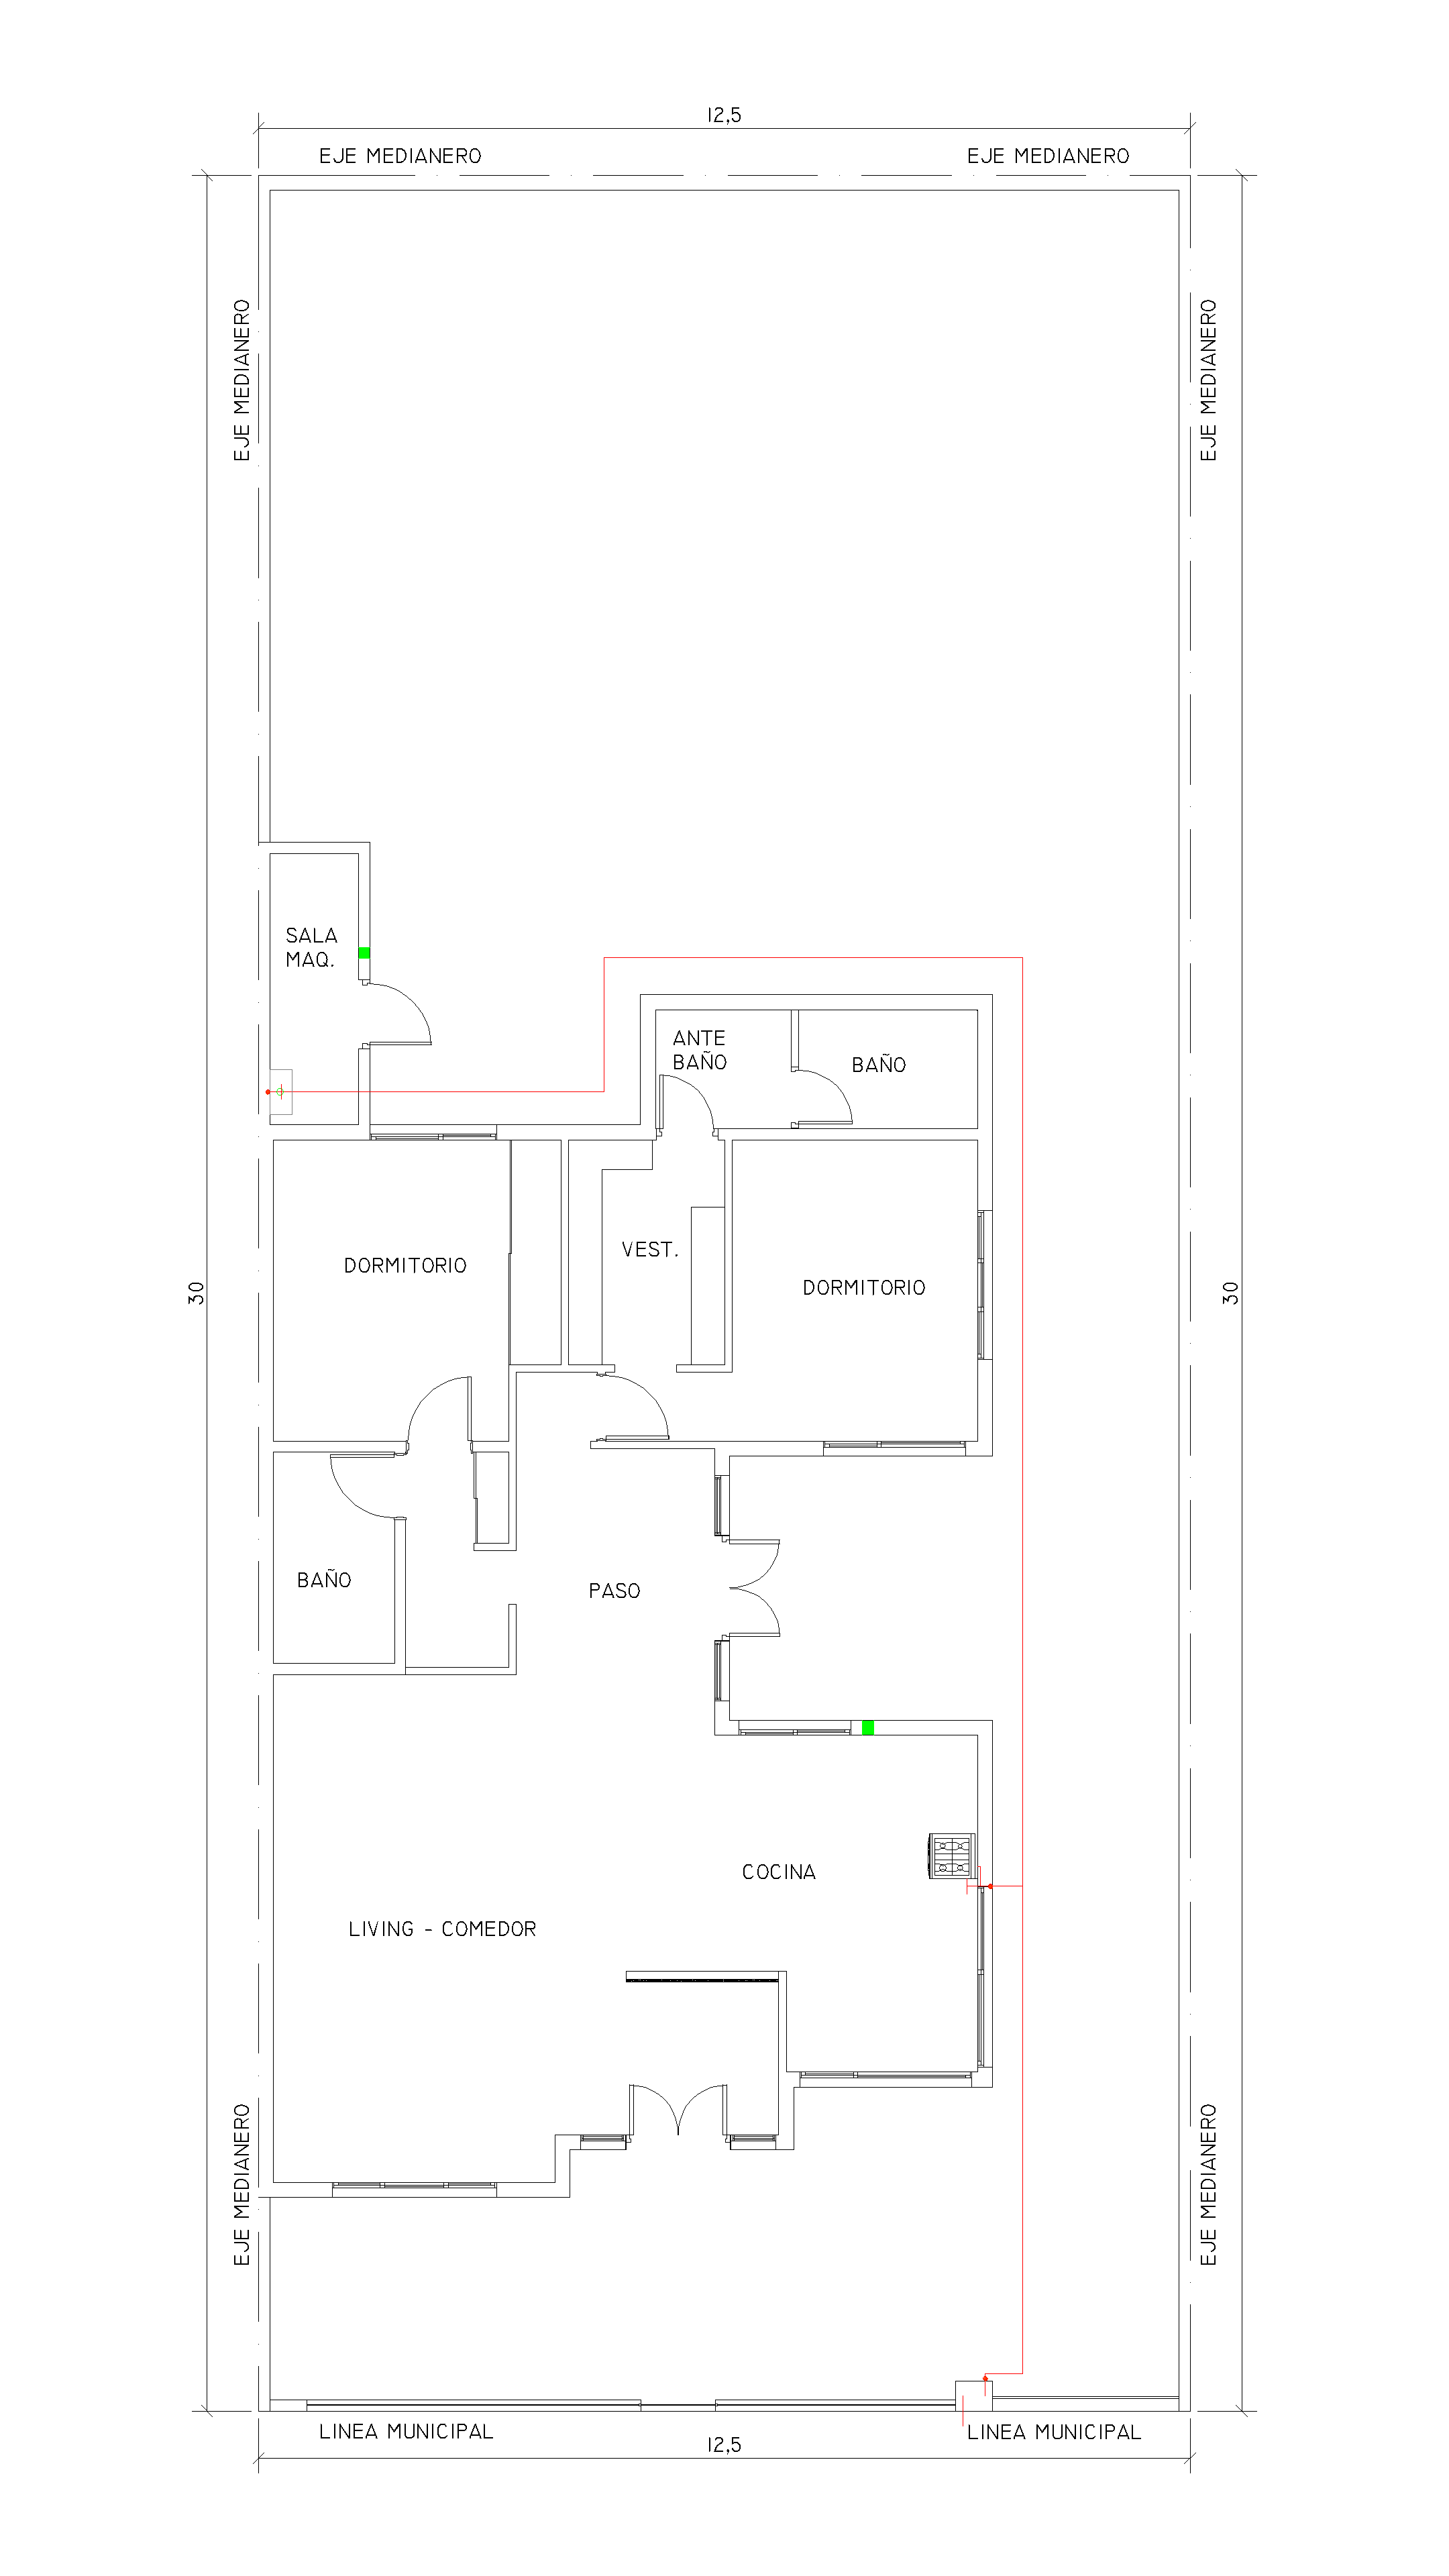 12,5
EJE MEDIANERO
EJE MEDIANERO
EJE MEDIANERO
EJE MEDIANERO
SALA
MAQ.
ANTE
BAÑO
BAÑO
VEST.
DORMITORIO
DORMITORIO
30
30
BAÑO
PASO
COCINA
LIVING - COMEDOR
EJE MEDIANERO
EJE MEDIANERO
LINEA MUNICIPAL
LINEA MUNICIPAL
12,5